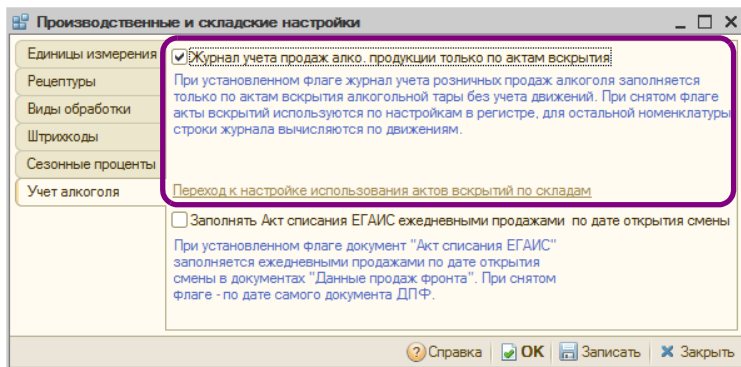 Производственные и складские настройки
Единицы измерения
Рецептуры
Виды обработки
Штрихкоды
Сезонные проценты
Учет алкоголя
Журнал учета продаж алко. продукции только по актам вскрытия
При установленном флаге журнал учета розничных продаж алкоголя заполняется
только по актам вскрытия алкогольной тары без учета движений. При снятом флаге
акты вскрытий используются по настройкам в регистре, для остальной номенклатуры
строки журнала вычисляются по движениям.
Переход к настройке использования актов вскрытий по складам
Заполнять Акт списания ЕГАИС ежедневными продажами по дате открытия смены
При установленном флаге документ "Акт списания ЕГАИС"
заполняется ежедневными продажами по дате открытия
смены в документах "Данные продаж фронта". При снятом
флаге - по дате самого документа ДПФ.
Справка ОК Записать Закрыть